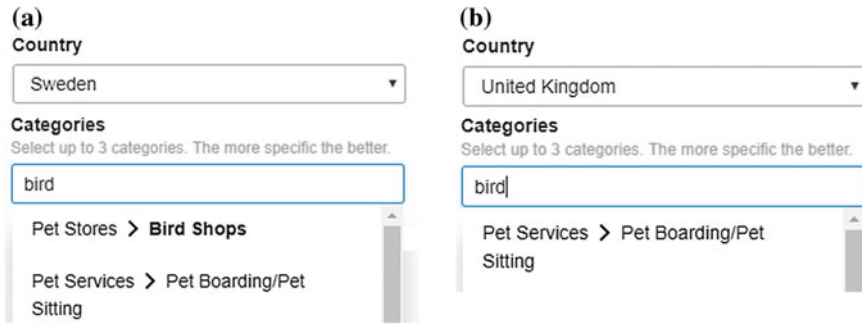 (a)
Country
Sweden
Categories
Select up to 3 categories. The more specific the better.
bird
Pet Stores > Bird Shops
Pet Services > Pet Boarding/Pet
Sitting
(b)
Country
United Kingdom
Categories
Select up to 3 categories. The more specific the better.
bird
Pet Services > Pet Boarding/Pet
Sitting